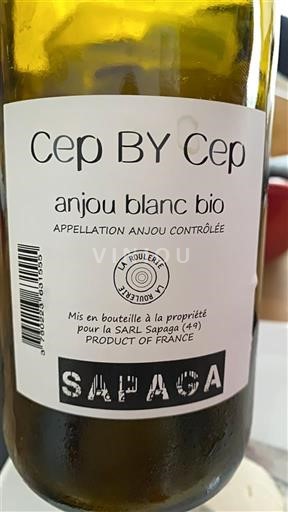 Cep BY Cep
anjou blanc bio
APPELLATION ANJOU CONTRÔLÉE
VINJOU
LA ROULERIE
LA ROULERIE
Mis en bouteille à la propriété
pour la SARL Sapaga (49)
PRODUCT OF FRANCE
SAPAGA